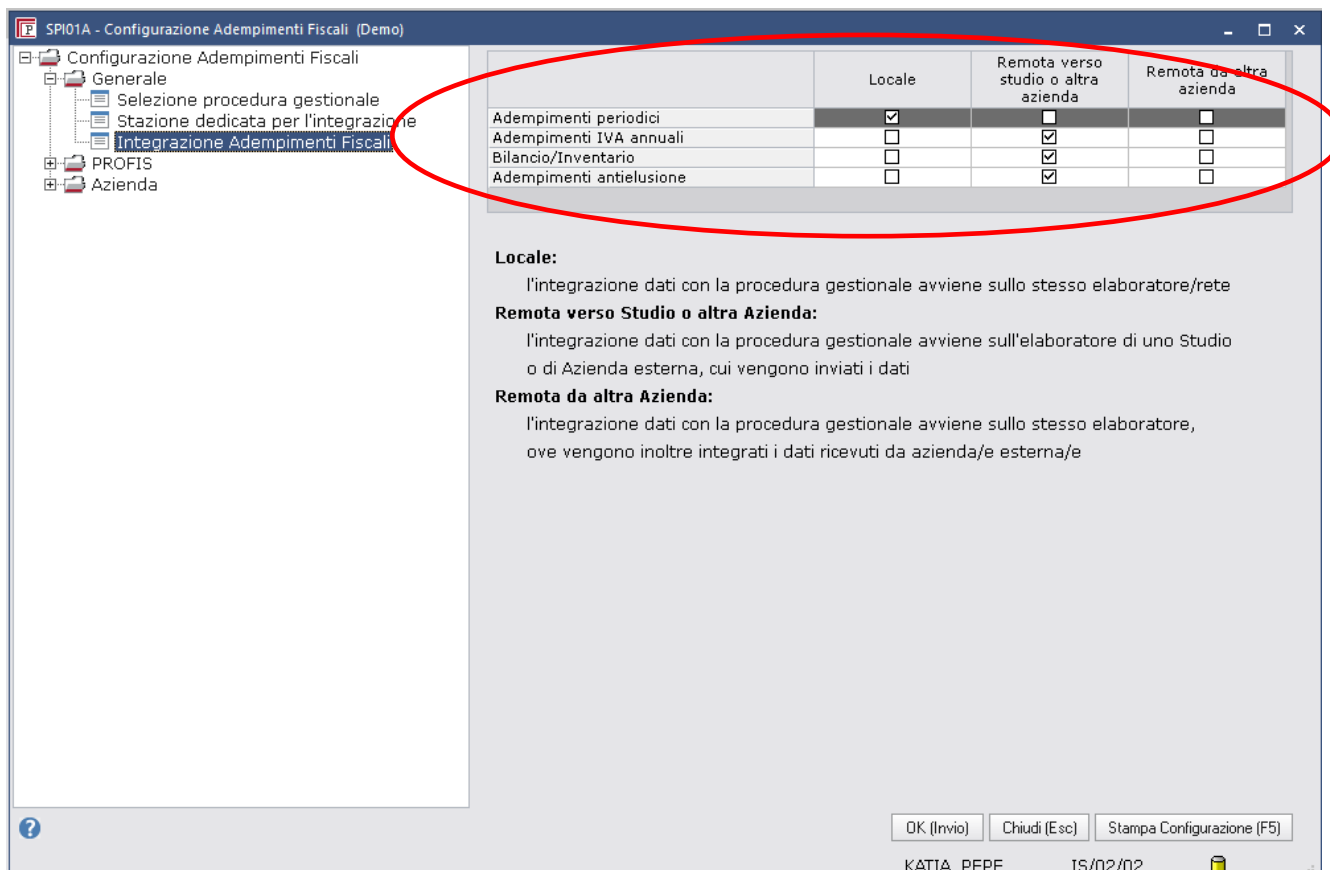 SPI01A - Configurazione Adempimenti Fiscali (Demo)
Configurazione Adempimenti Fiscali
Generale
Selezione procedura gestionale
Stazione dedicata per l'integrazione
Integrazione Adempimenti Fiscali
PROFIS
Azienda
Locale
Remota verso
studio o altra
azienda
Remota da altra
azienda
Adempimenti periodici
Adempimenti IVA annuali
Bilancio/Inventario
Adempimenti antielusione
Locale:
l'integrazione dati con la procedura gestionale avviene sullo stesso elaboratore/rete
Remota verso Studio o altra Azienda:
l'integrazione dati con la procedura gestionale avviene sull'elaboratore di uno Studio
o di Azienda esterna, cui vengono inviati i dati
Remota da altra Azienda:
l'integrazione dati con la procedura gestionale avviene sullo stesso elaboratore,
ove vengono inoltre integrati i dati ricevuti da azienda/e esterna/e
OK (Invio)
Chiudi (Esc)
Stampa Configurazione (F5)
KATIA PEPE
IS/02/02